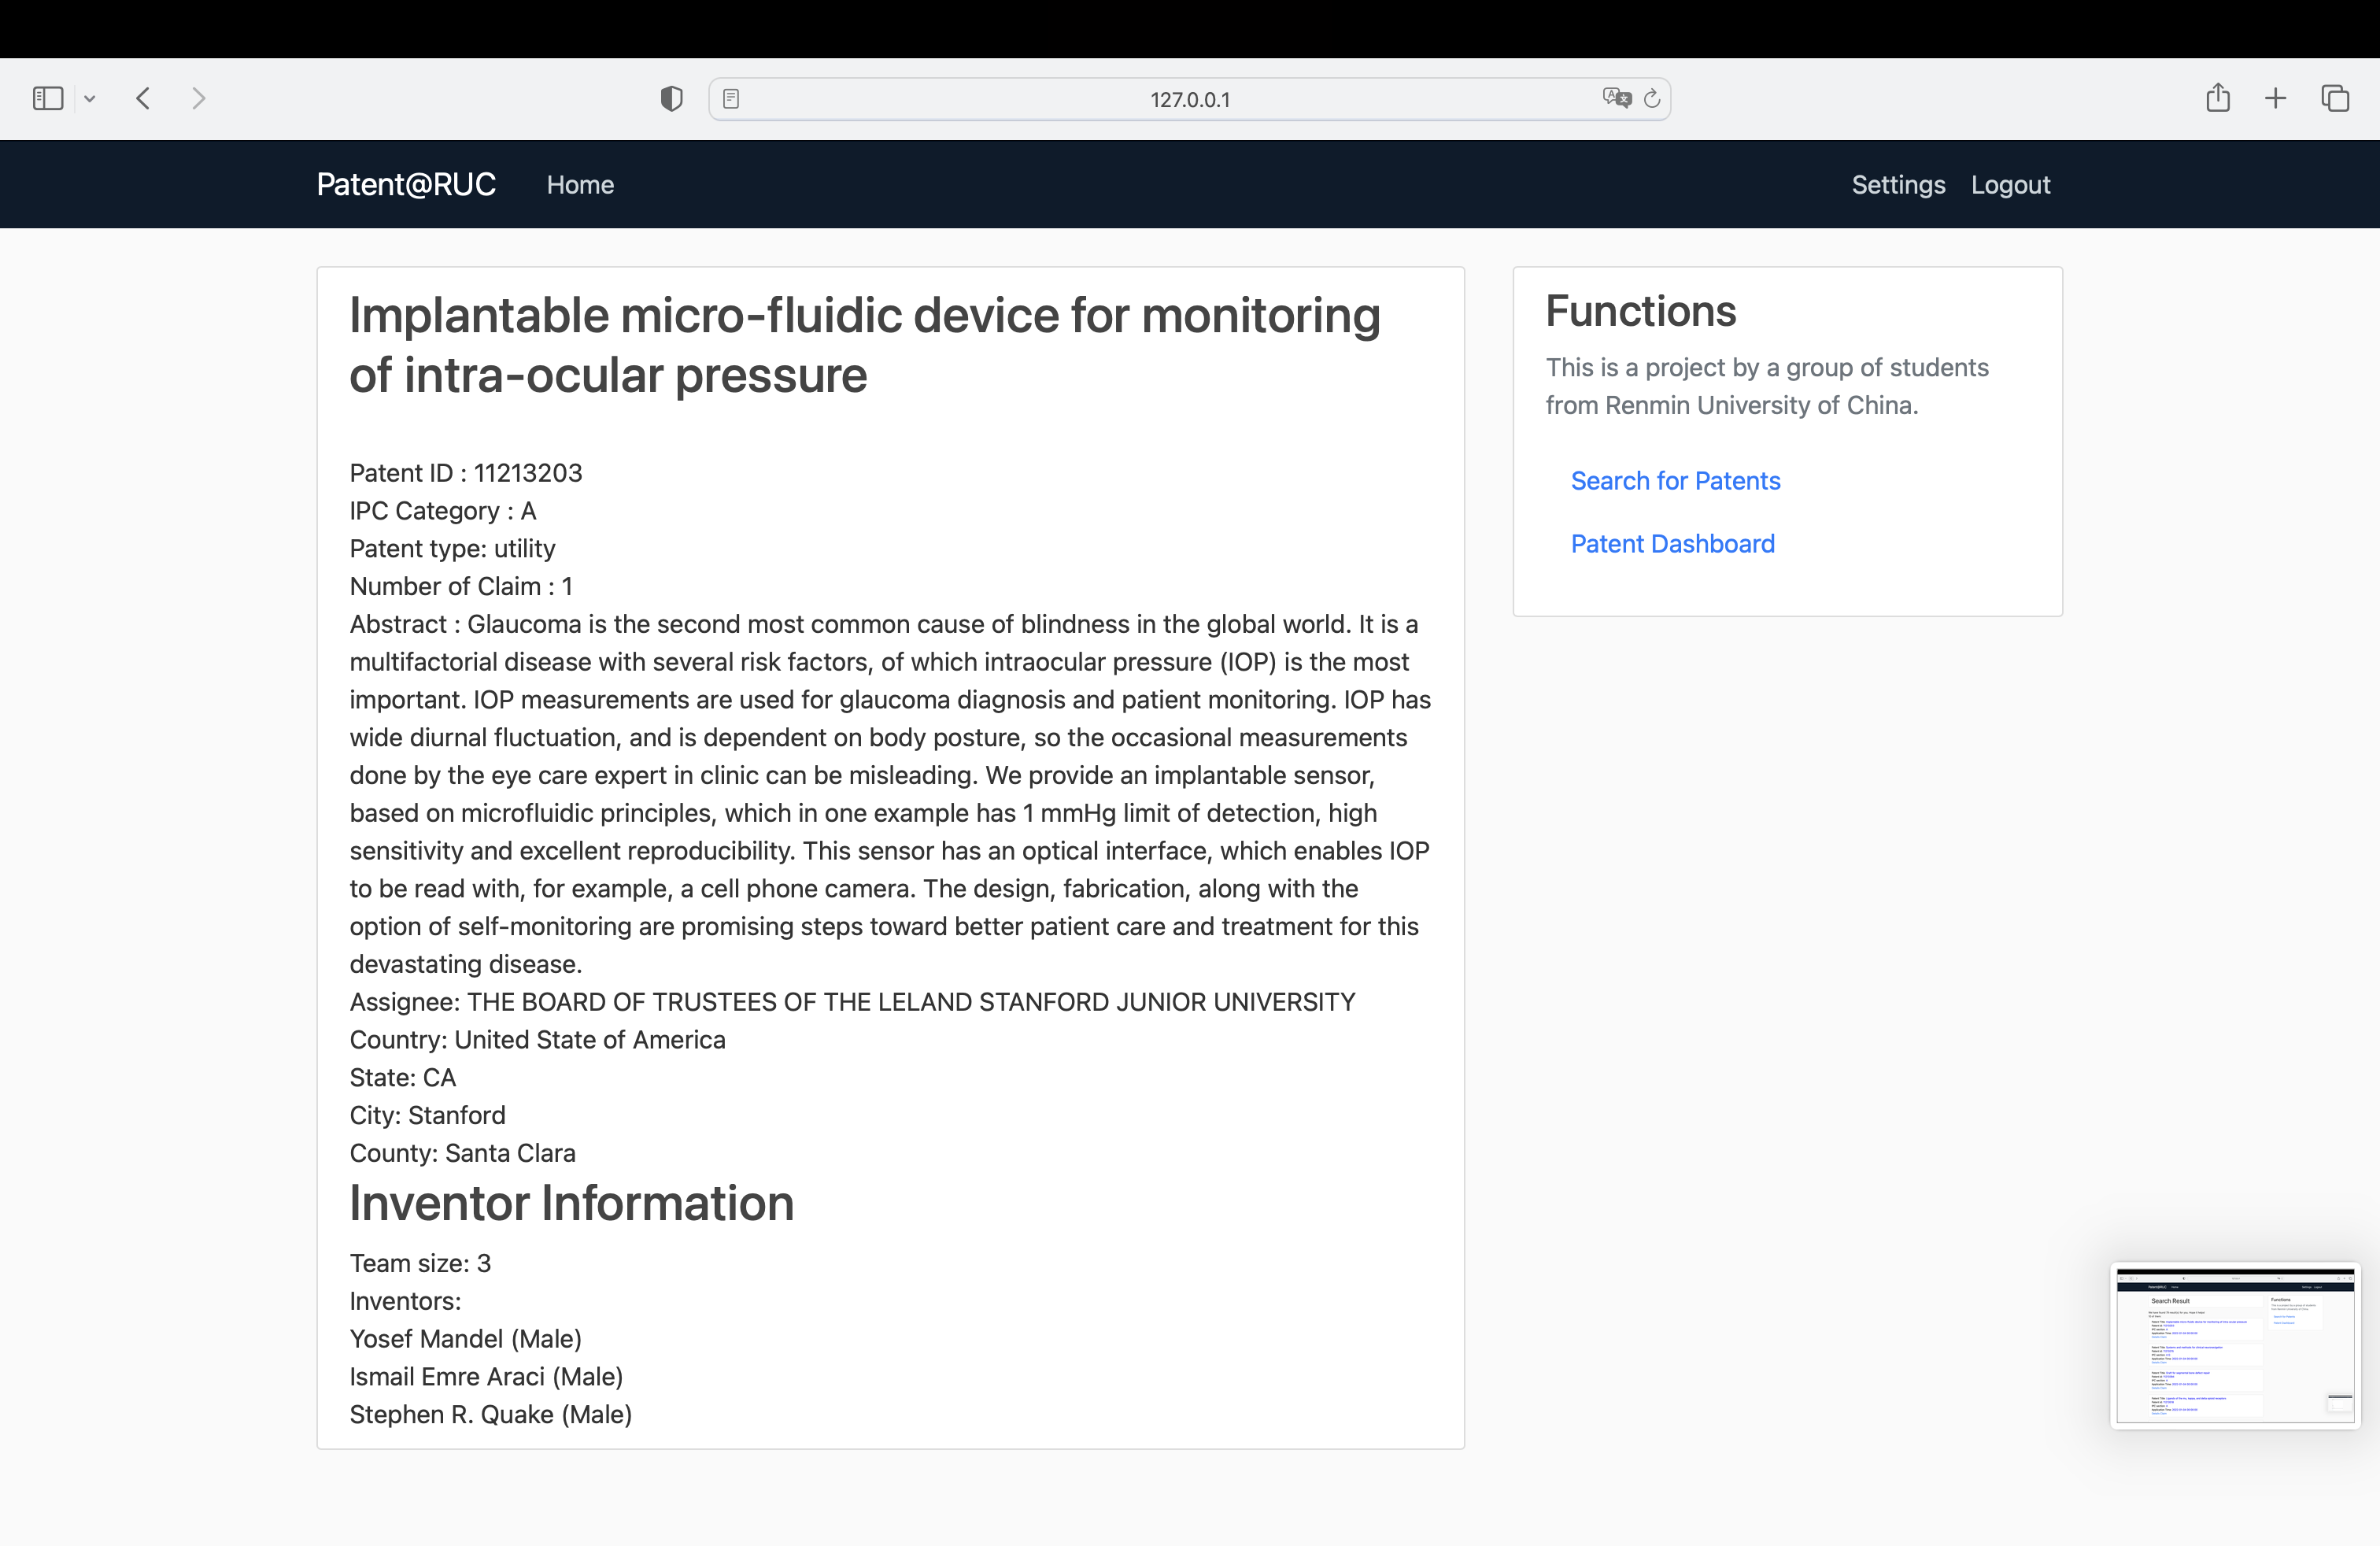 127.0.0.1
Patent@RUC Home Settings Logout
Implantable micro-fluidic device for monitoring
of intra-ocular pressure
Patent ID : 11213203
IPC Category : A
Patent type: utility
Number of Claim : 1
Abstract : Glaucoma is the second most common cause of blindness in the global world. It is a
multifactorial disease with several risk factors, of which intraocular pressure (IOP) is the most
important. IOP measurements are used for glaucoma diagnosis and patient monitoring. IOP has
wide diurnal fluctuation, and is dependent on body posture, so the occasional measurements
done by the eye care expert in clinic can be misleading. We provide an implantable sensor,
based on microfluidic principles, which in one example has 1 mmHg limit of detection, high
sensitivity and excellent reproducibility. This sensor has an optical interface, which enables IOP
to be read with, for example, a cell phone camera. The design, fabrication, along with the
option of self-monitoring are promising steps toward better patient care and treatment for this
devastating disease.
Assignee: THE BOARD OF TRUSTEES OF THE LELAND STANFORD JUNIOR UNIVERSITY
Country: United State of America
State: CA
City: Stanford
County: Santa Clara
Inventor Information
Team size: 3
Inventors:
Yosef Mandel (Male)
Ismail Emre Araci (Male)
Stephen R. Quake (Male)
Functions
This is a project by a group of students
from Renmin University of China.
Search for Patents
Patent Dashboard
Search Result
Functions